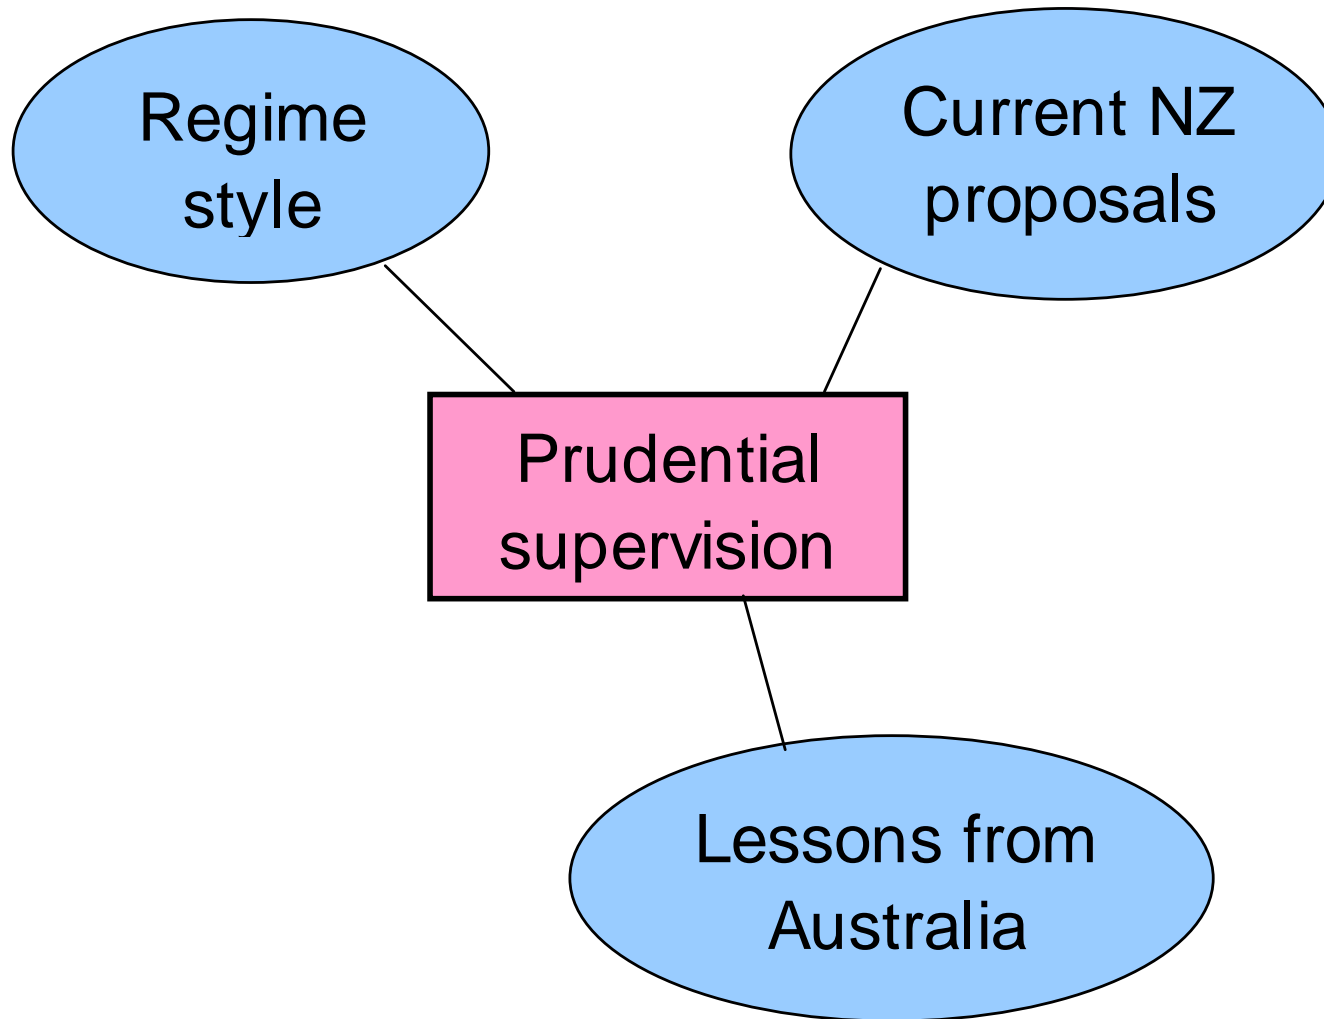 Regime
style
Current NZ
proposals
Prudential
supervision
Lessons from
Australia